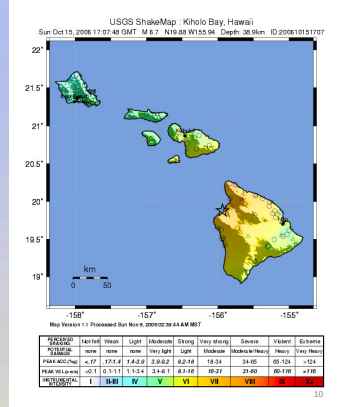 USGS ShakeMap : Kiholo Bay, Hawaii
Sun Oct 15, 2006 17:07:48 GMT M 6.7 N19.88 W155.94 Depth: 38.9km ID:200610151707
22°
21.5°
21°
20.5°
20°
19.5°
19°
km
0 50
-158° -157° -156° -155°
Map Version 1.1 Processed Sun Nov 9, 2008 02:38:44 AM MST
PERCEIVED SHAKING Not felt Weak Light Moderate Strong Very strong Severe Violent Extreme
POTENTIAL DAMAGE none none none Very light Light Moderate Moderate/Heavy Heavy Very Heavy
PEAK ACC.(%g) <.17 .17-1.4 1.4-3.9 3.9-9.2 9.2-18 18-34 34-65 65-124 >124
PEAK VEL.(cm/s) <0.1 0.1-1.1 1.1-3.4 3.4-8.1 8.1-16 16-31 31-60 60-116 >116
INSTRUMENTAL INTENSITY I II-III IV V VI VII VIII IX X+
10